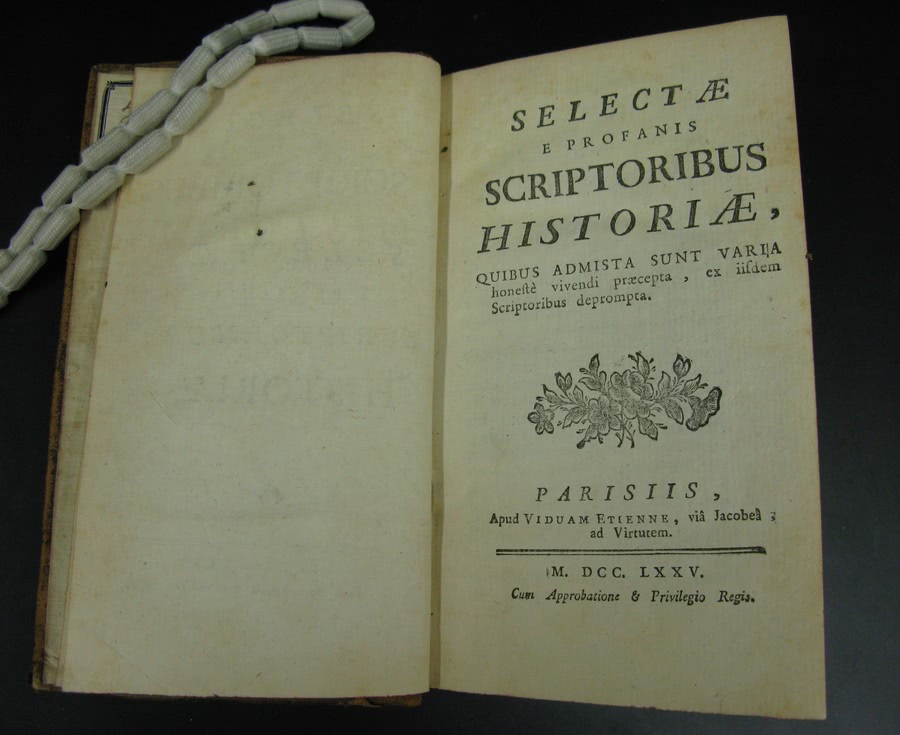 SELECTÆ
E PROFANIS
SCRIPTORIBUS
HISTORIÆ,
QUIBUS ADMISTA SUNT VARIA
honeſtè vivendi præcepta, ex iiſdem
Scriptoribus deprompta.
PARISIIS,
Apud VIDUAM ETIENNE, viâ Jacobeâ ;
ad Virtutem.
M. DCC. LXXV.
Cum Approbatione & Privilegio Regis.